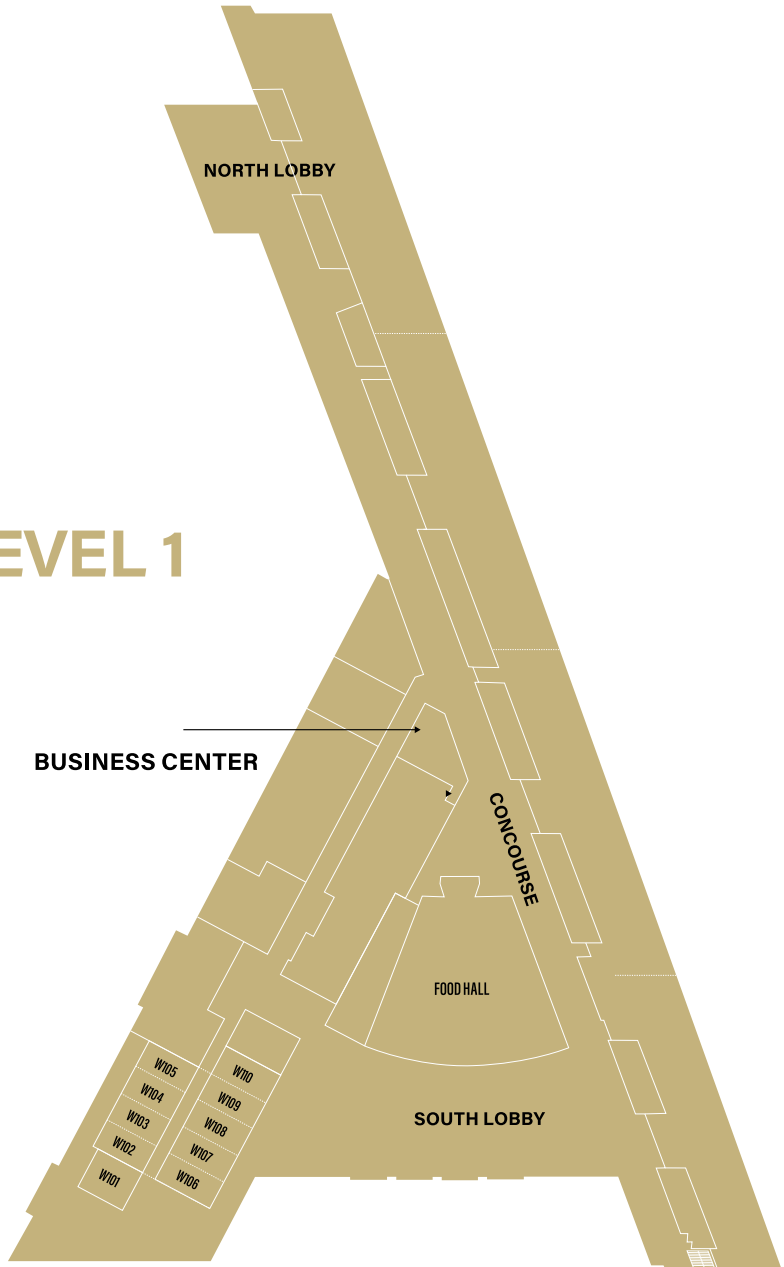 NORTH LOBBY
EVEL 1
BUSINESS CENTER
CONCOURSE
FOOD HALL
SOUTH LOBBY
W105
W104
W103
W102
W101
W110
W109
W108
W107
W106